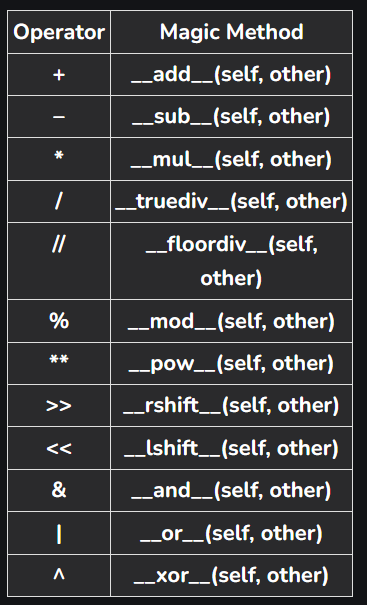 Operator Magic Method
+ __add__(self, other)
– __sub__(self, other)
* __mul__(self, other)
/ __truediv__(self, other)
// __floordiv__(self,
other)
% __mod__(self, other)
** __pow__(self, other)
>> __rshift__(self, other)
<< __lshift__(self, other)
& __and__(self, other)
| __or__(self, other)
^ __xor__(self, other)